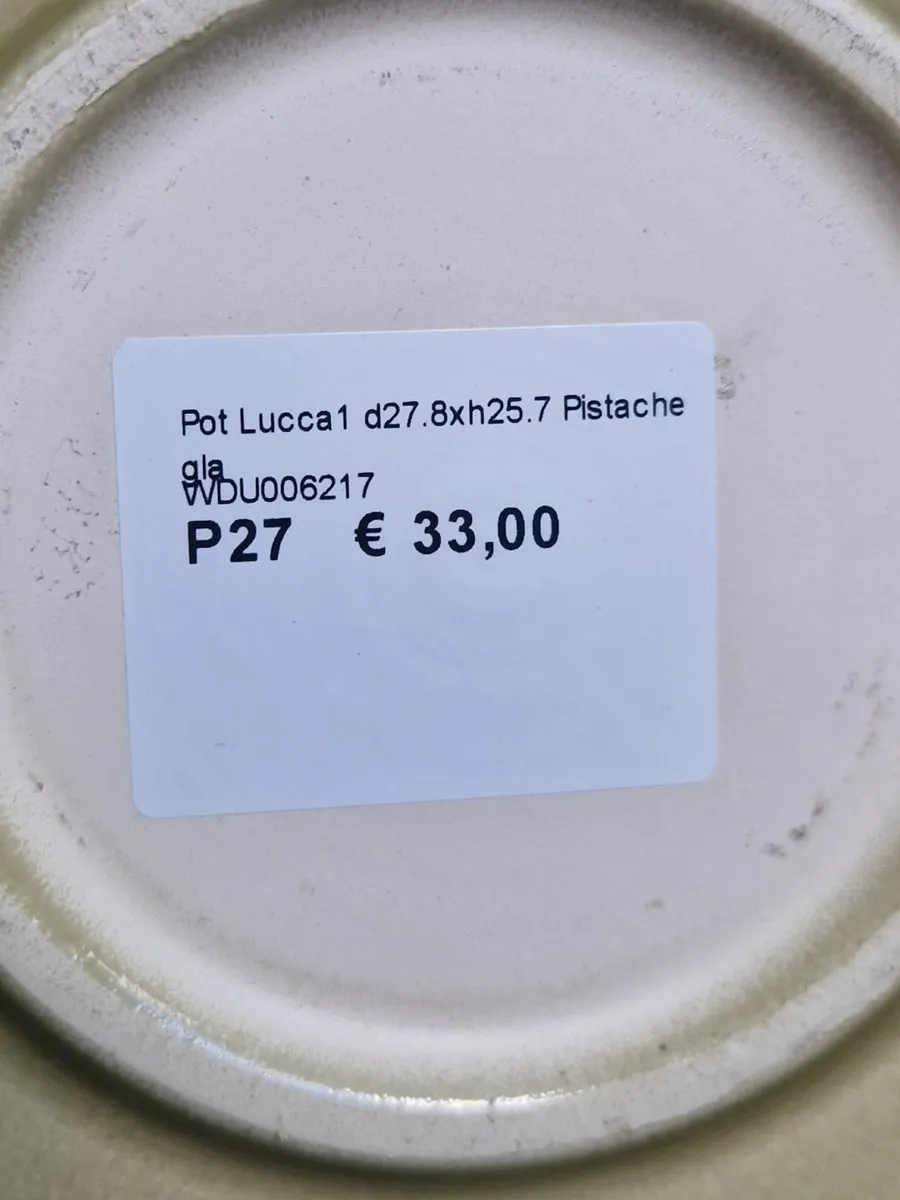 Pot Lucca1 d27.8xh25.7 Pistache
gla
WDU006217
P27 € 33,00